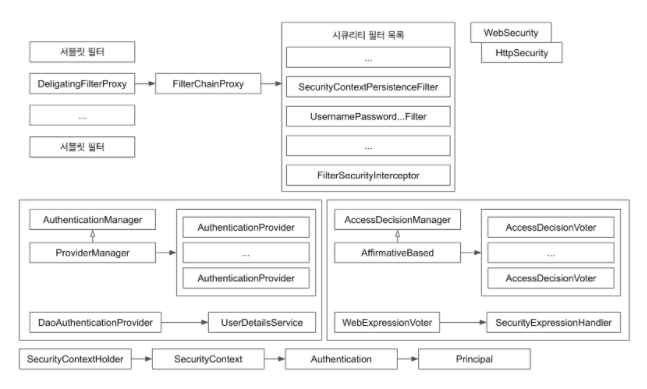 서블릿 필터
DeligatingFilterProxy
...
서블릿 필터
FilterChainProxy
시큐리티 필터 목록
...
SecurityContextPersistenceFilter
UsernamePassword...Filter
...
FilterSecurityInterceptor
WebSecurity
HttpSecurity
AuthenticationManager
ProviderManager
AuthenticationProvider
...
AuthenticationProvider
DaoAuthenticationProvider
UserDetailsService
AccessDecisionManager
AffirmativeBased
AccessDecisionVoter
...
AccessDecisionVoter
WebExpressionVoter
SecurityExpressionHandler
SecurityContextHolder
SecurityContext
Authentication
Principal